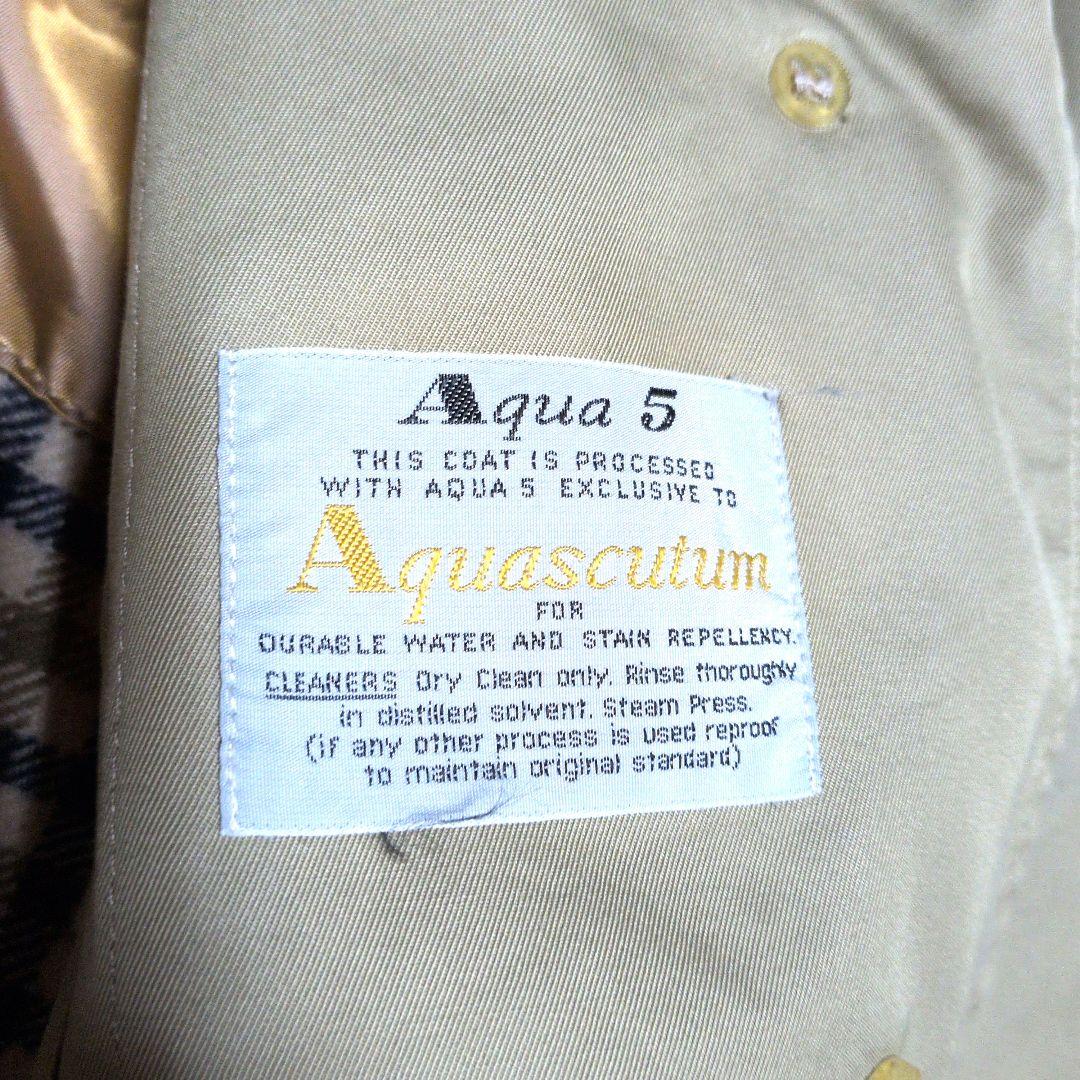 Aqua 5
THIS COAT IS PROCESSED
WITH AQUA 5 EXCLUSIVE TO
Aquascutum
FOR
DURABLE WATER AND STAIN REPELLENCY.
CLEANERS Dry Clean only. Rinse thoroughly
in distilled solvent. Steam Press.
(if any other process is used reproof
to maintain original standard)